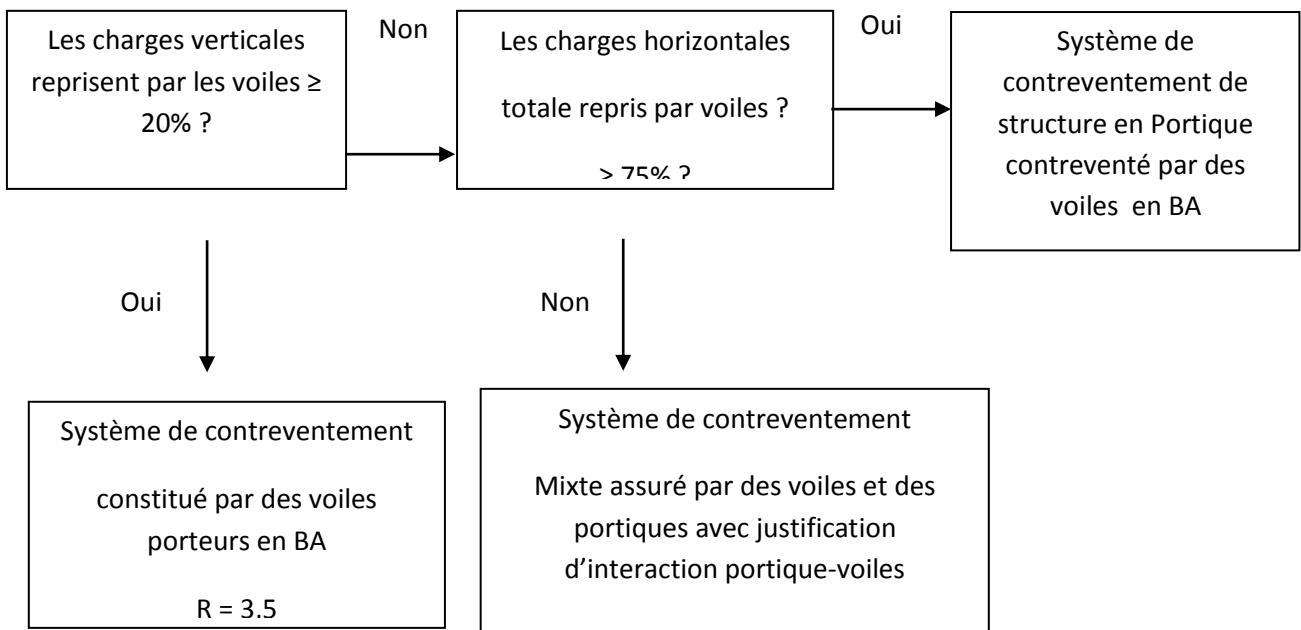 Les charges verticales
reprisent par les voiles ≥
20% ?
Non
Les charges horizontales
totale repris par voiles ?
≥ 75% ?
Oui
Système de
contreventement de
structure en Portique
contreventé par des
voiles en BA
Oui
Non
Système de contreventement
constitué par des voiles
porteurs en BA
R = 3.5
Système de contreventement
Mixte assuré par des voiles et des
portiques avec justification
d’interaction portique-voiles